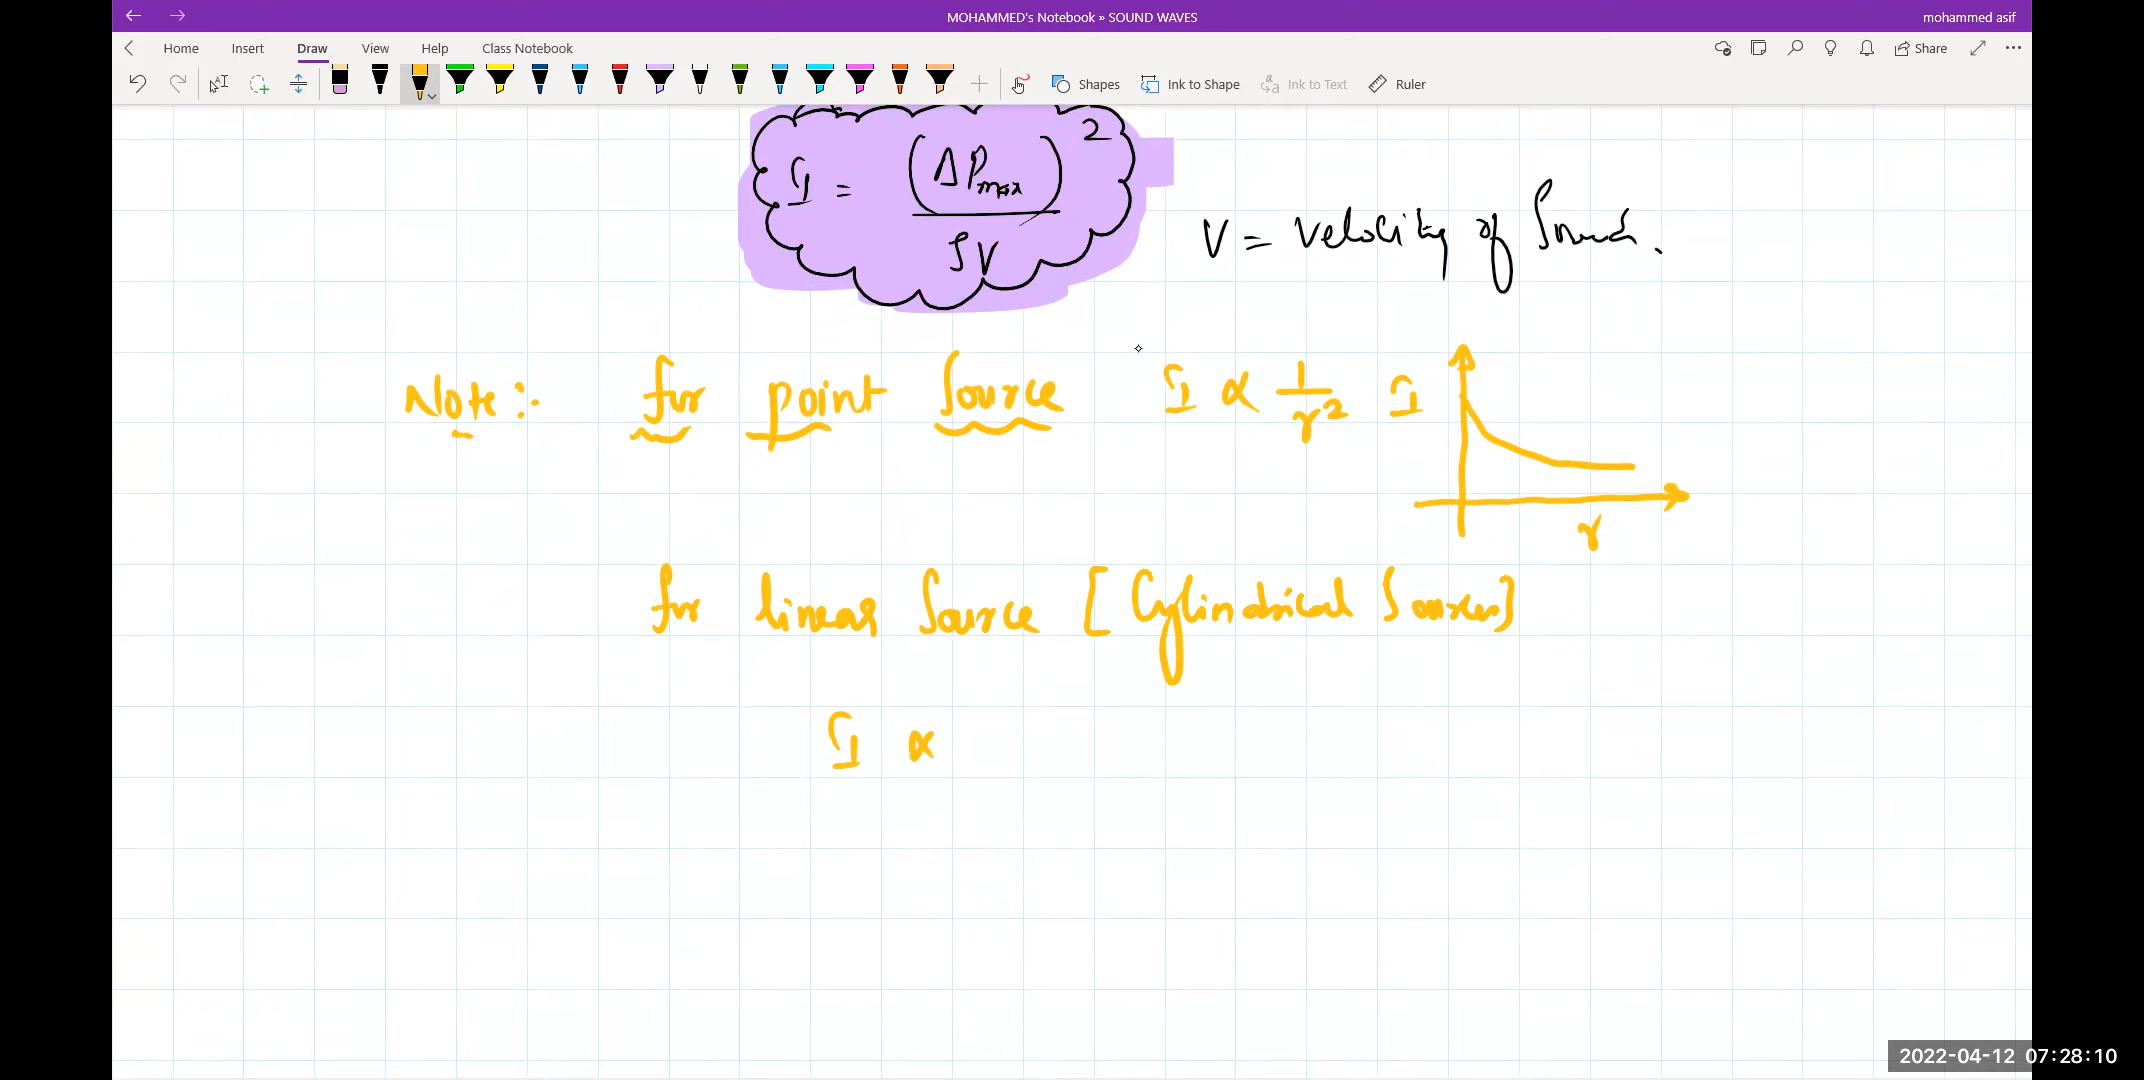 MOHAMMED's Notebook » SOUND WAVES
mohammed asif
Home Insert Draw View Help Class Notebook
Share
Shapes Ink to Shape Ink to Text Ruler
I = (ΔPmax)² / ρV
V = Velocity of Sound.
Note:- for point Source I ∝ 1/r² I
r
for linear Source [Cylindrical Sources]
I ∝
2022-04-12 07:28:10